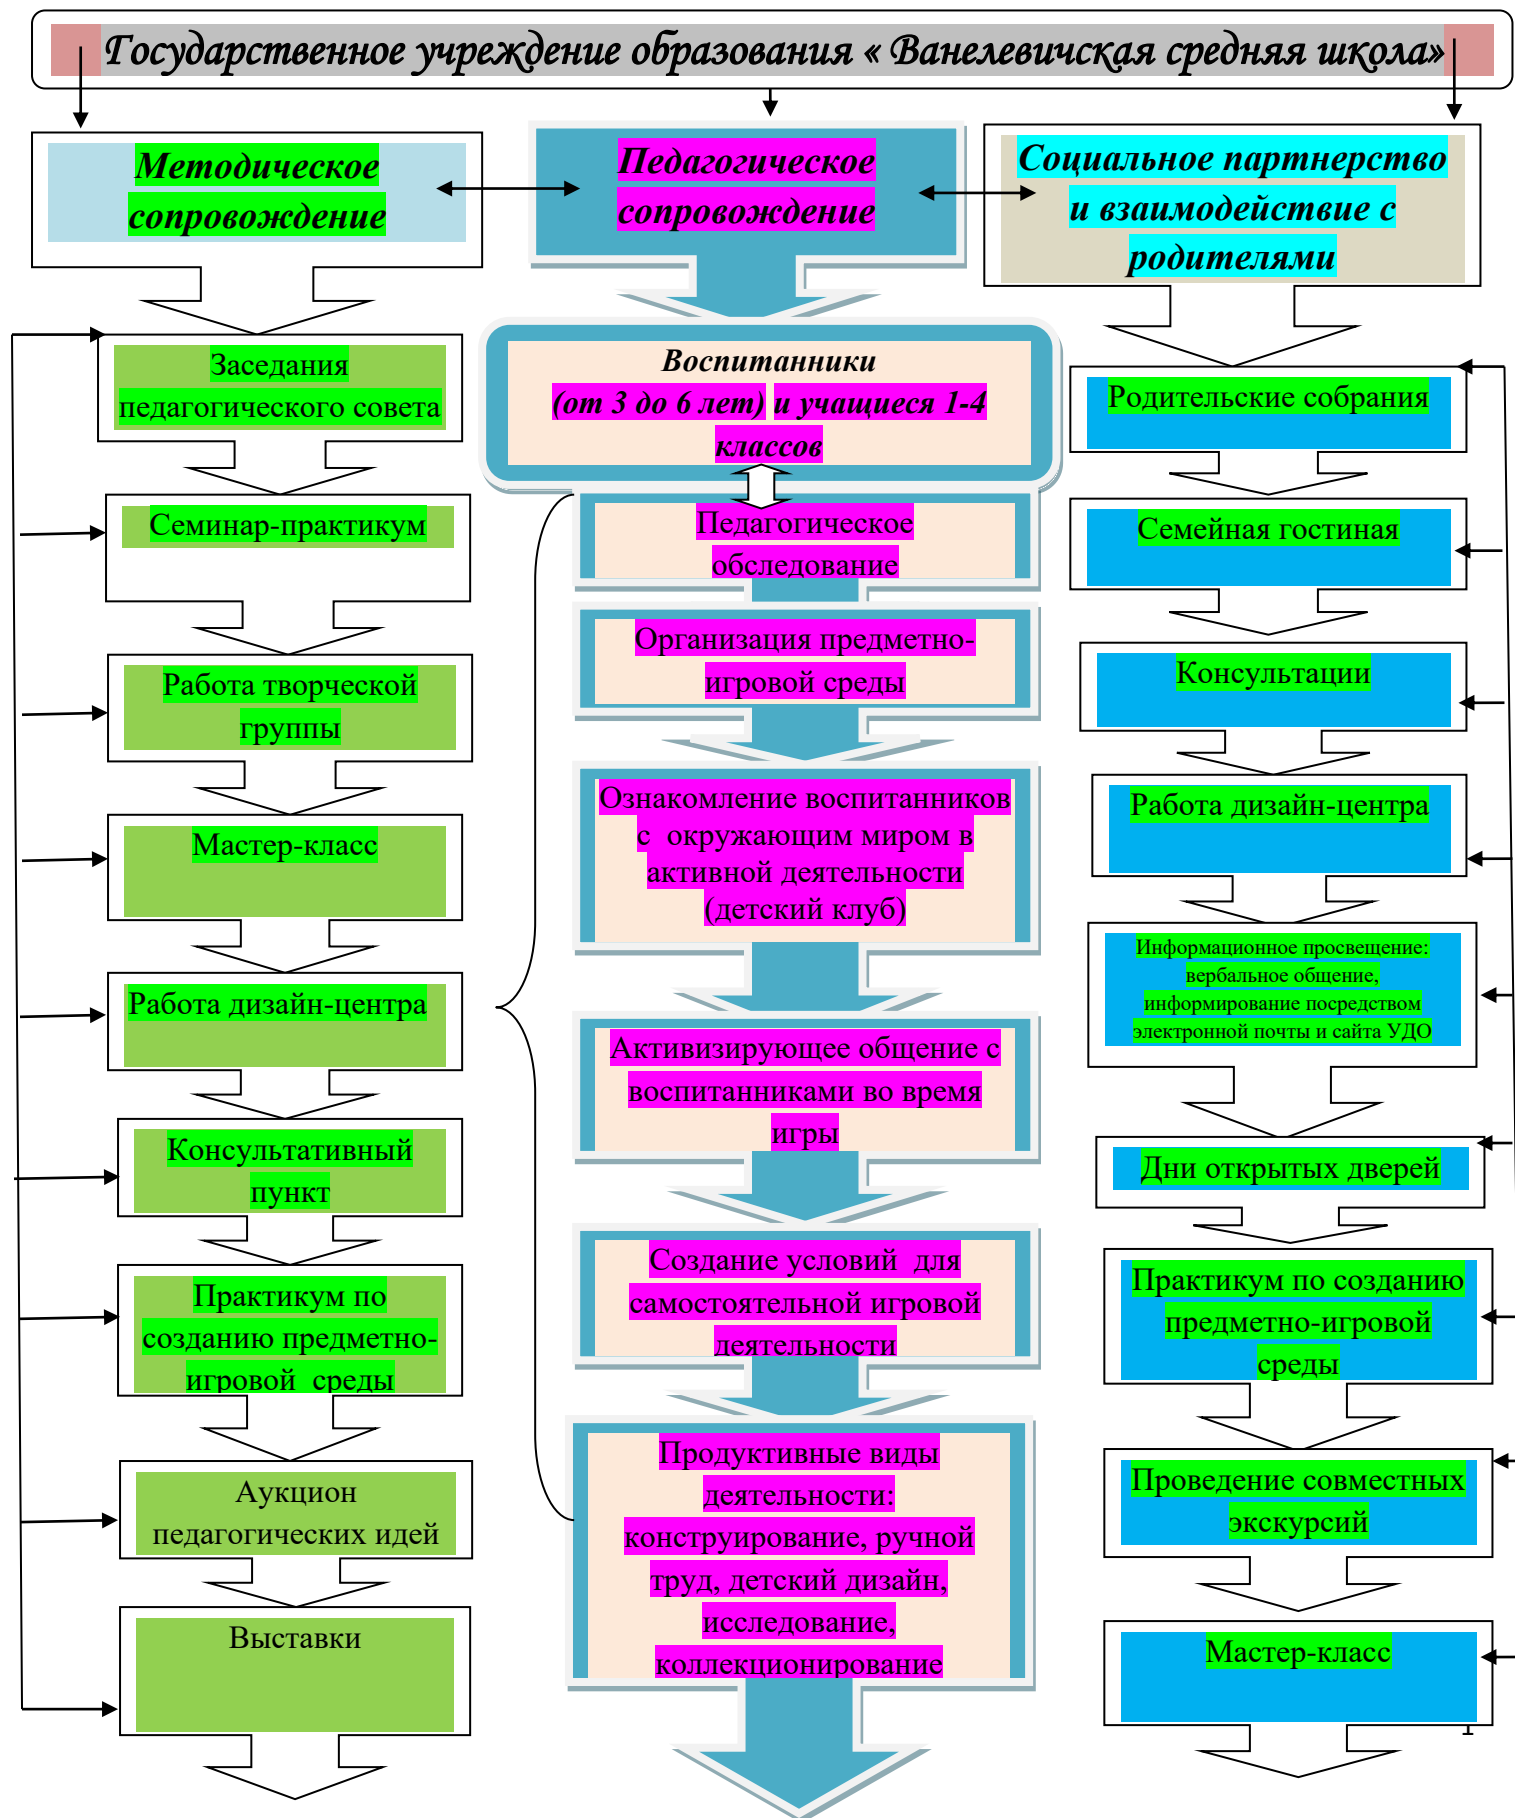 Государственное учреждение образования « Ванелевичская средняя школа»
Методическое
сопровождение
Педагогическое
сопровождение
Социальное партнерство
и взаимодействие с
родителями
Заседания
педагогического совета
Семинар-практикум
Работа творческой
группы
Мастер-класс
Работа дизайн-центра
Консультативный
пункт
Практикум по
созданию предметно-
игровой среды
Аукцион
педагогических идей
Выставки
Воспитанники
(от 3 до 6 лет) и учащиеся 1-4
классов
Педагогическое
обследование
Организация предметно-
игровой среды
Ознакомление воспитанников
с окружающим миром в
активной деятельности
(детский клуб)
Активизирующее общение с
воспитанниками во время
игры
Создание условий для
самостоятельной игровой
деятельности
Продуктивные виды
деятельности:
конструирование, ручной
труд, детский дизайн,
исследование,
коллекционирование
Родительские собрания
Семейная гостиная
Консультации
Работа дизайн-центра
Информационное просвещение:
вербальное общение,
информирование посредством
электронной почты и сайта УДО
Дни открытых дверей
Практикум по созданию
предметно-игровой
среды
Проведение совместных
экскурсий
Мастер-класс